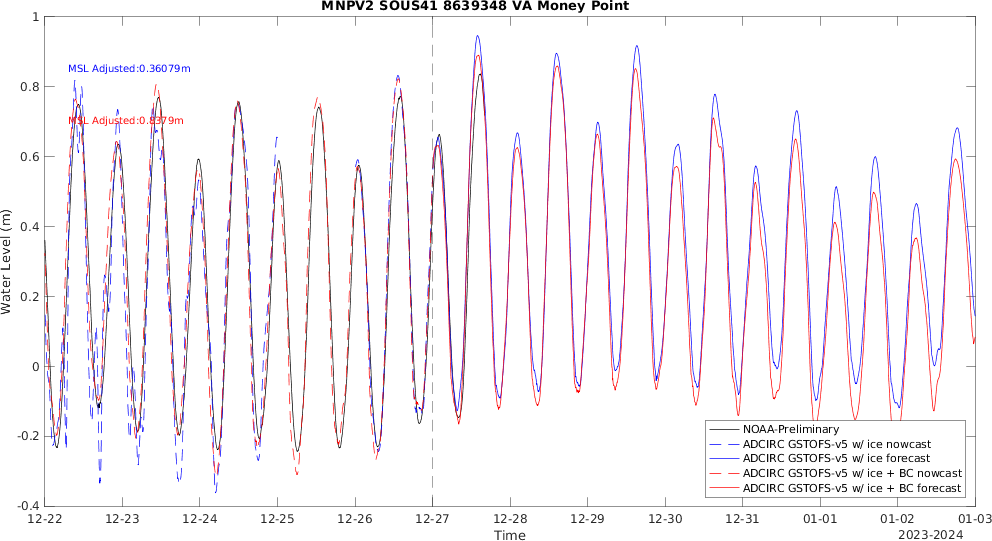 MNPV2 SOUS41 8639348 VA Money Point
1
0.8
0.6
0.4
0.2
0
-0.2
-0.4
Water Level (m)
MSL Adjusted:0.36079m
MSL Adjusted:0.8379m
NOAA-Preliminary
ADCIRC GSTOFS-v5 w/ ice nowcast
ADCIRC GSTOFS-v5 w/ ice forecast
ADCIRC GSTOFS-v5 w/ ice + BC nowcast
ADCIRC GSTOFS-v5 w/ ice + BC forecast
12-22 12-23 12-24 12-25 12-26 12-27 12-28 12-29 12-30 12-31 01-01 01-02 01-03
Time
2023-2024